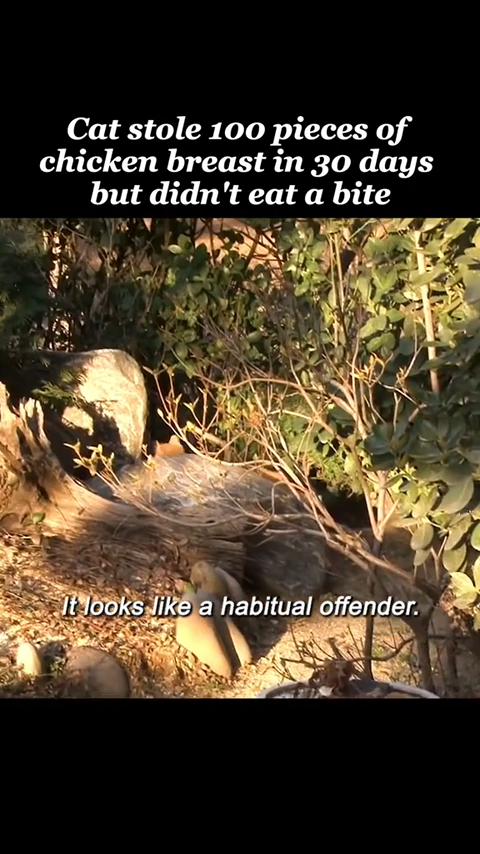 Cat stole 100 pieces of
chicken breast in 30 days
but didn't eat a bite
It looks like a habitual offender.